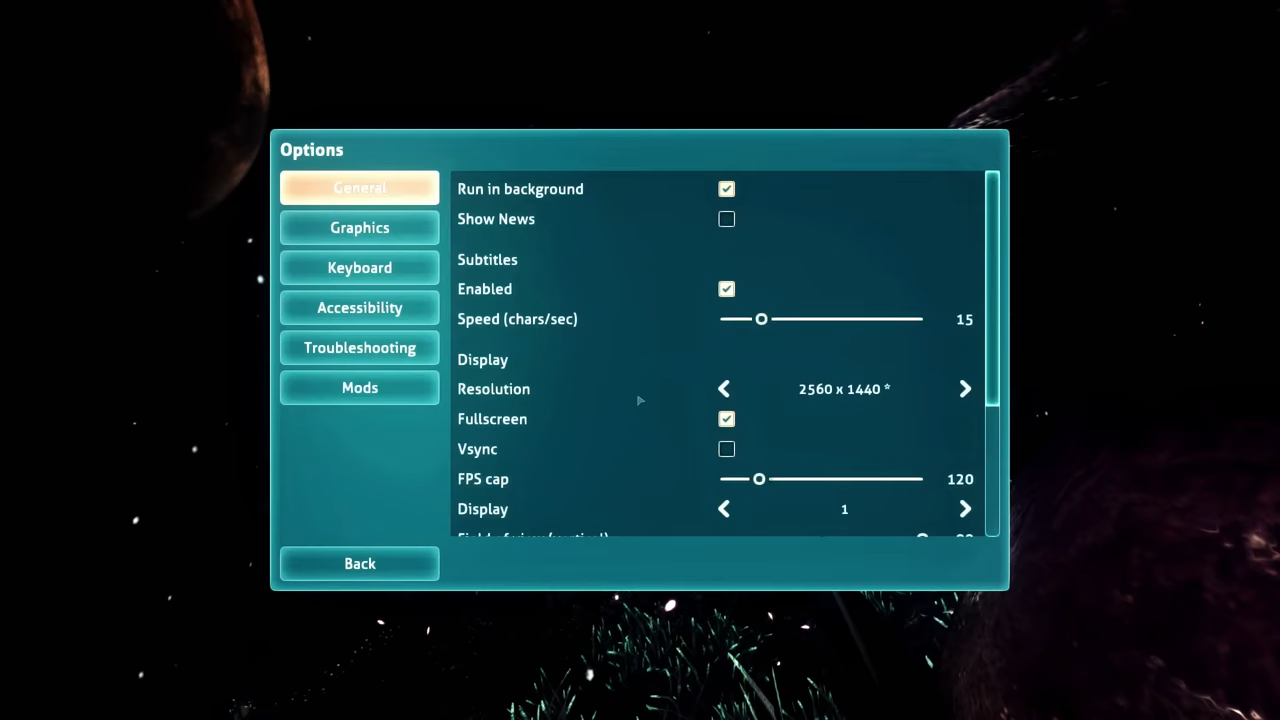 Options
General
Graphics
Keyboard
Accessibility
Troubleshooting
Mods
Back
Run in background
Show News
Subtitles
Enabled
Speed (chars/sec) 15
Display
Resolution 2560 x 1440 *
Fullscreen
Vsync
FPS cap 120
Display 1